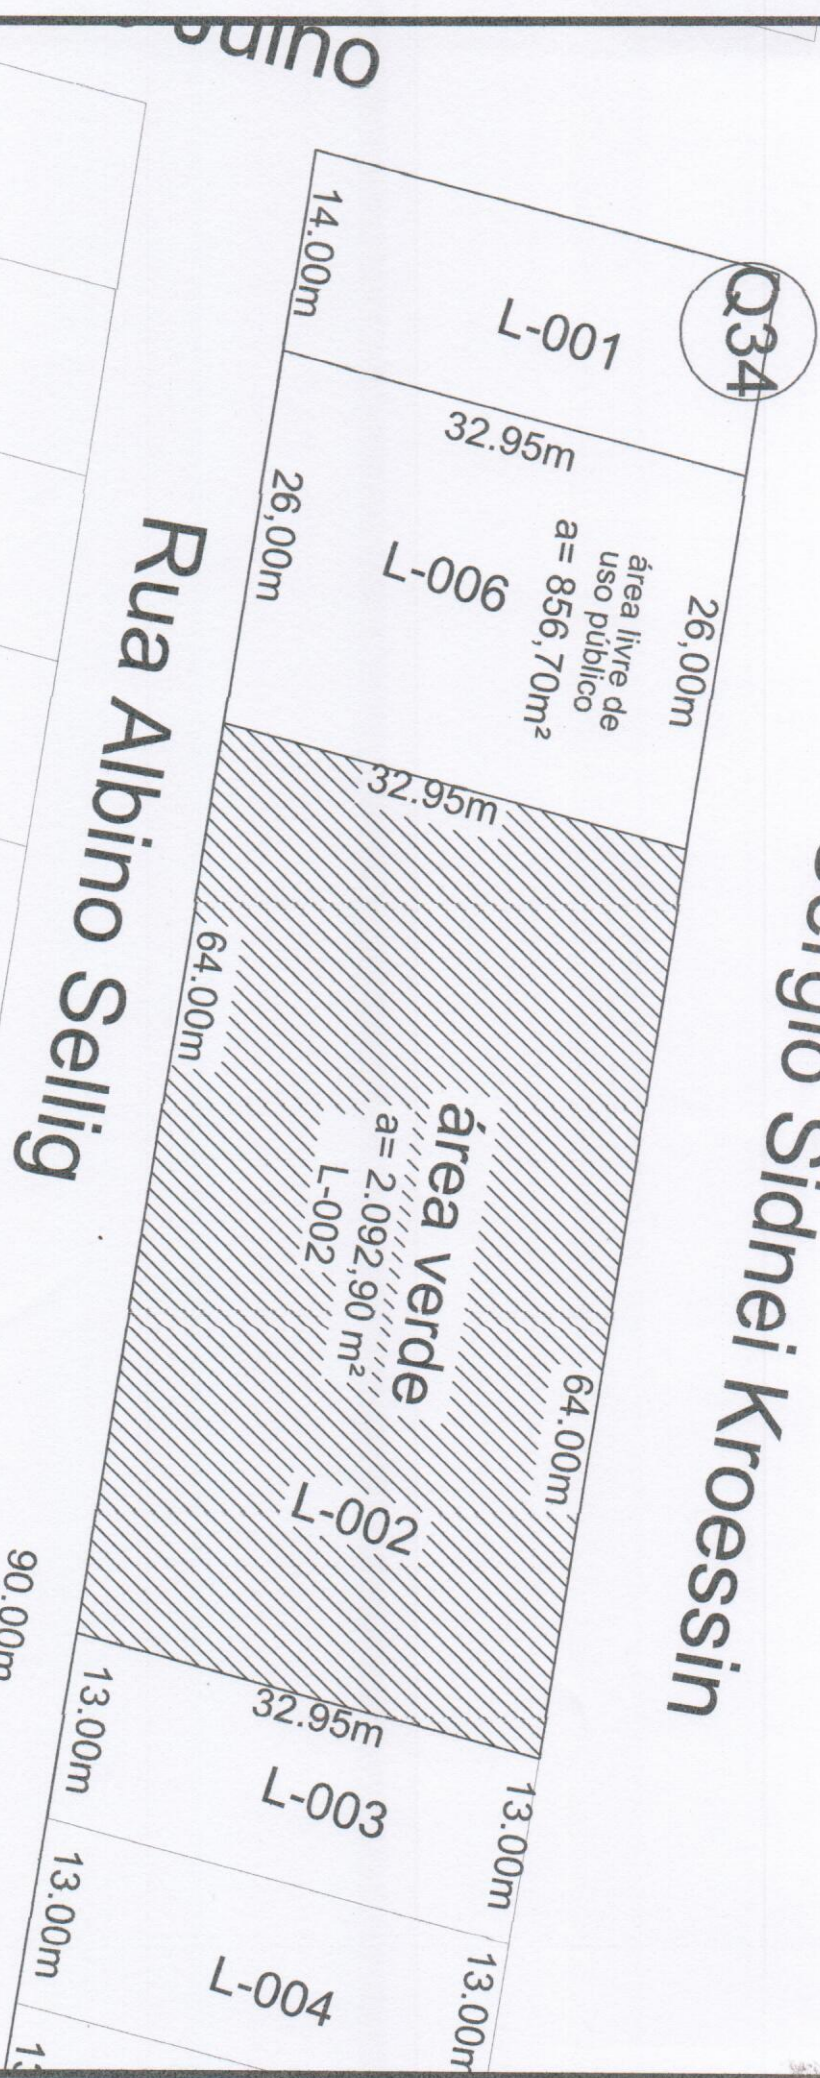 Q34
L-001
14.00m
32.95m
26,00m
área livre de
uso público
a= 856,70m²
L-006
26,00m
32.95m
Sidnei Kroessin
64.00m
área verde
a= 2.092,90 m²
L-002
L-002
64.00m
Rua Albino Sellig
32.95m
13.00m
L-003
13.00m
13.00m
L-004
13.00m
90.00m